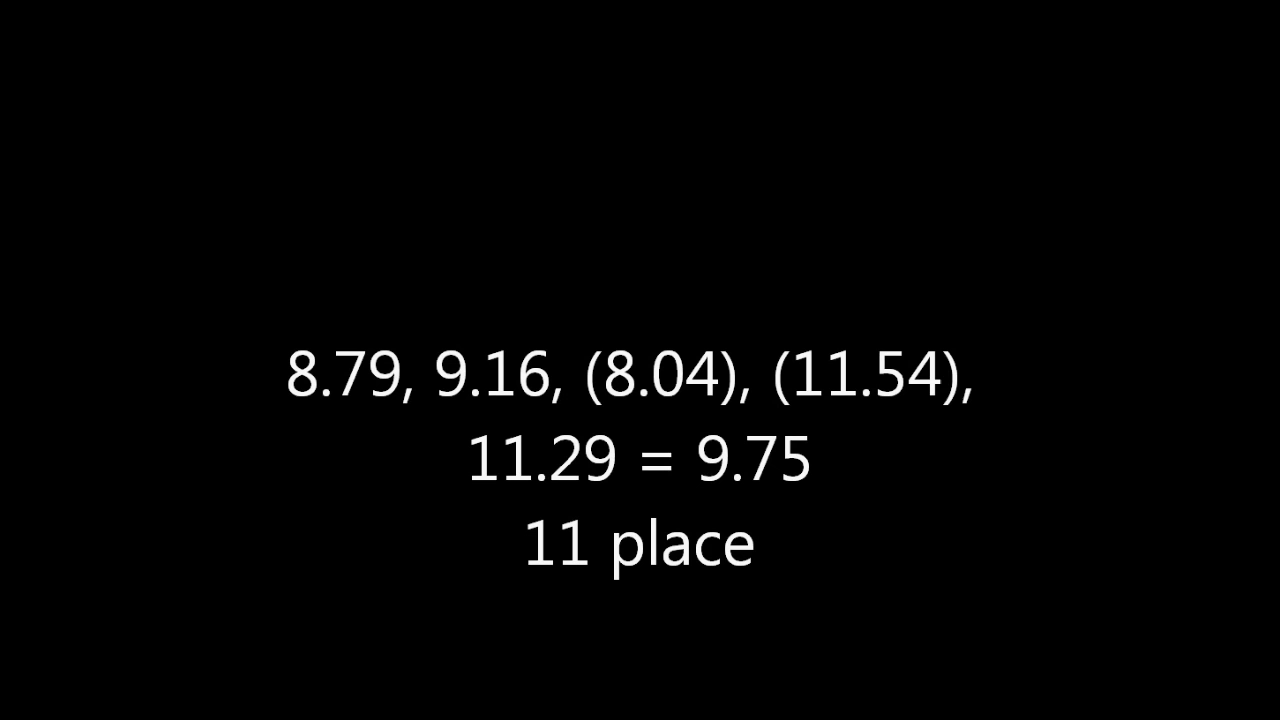 8.79, 9.16, (8.04), (11.54),
11.29 = 9.75
11 place